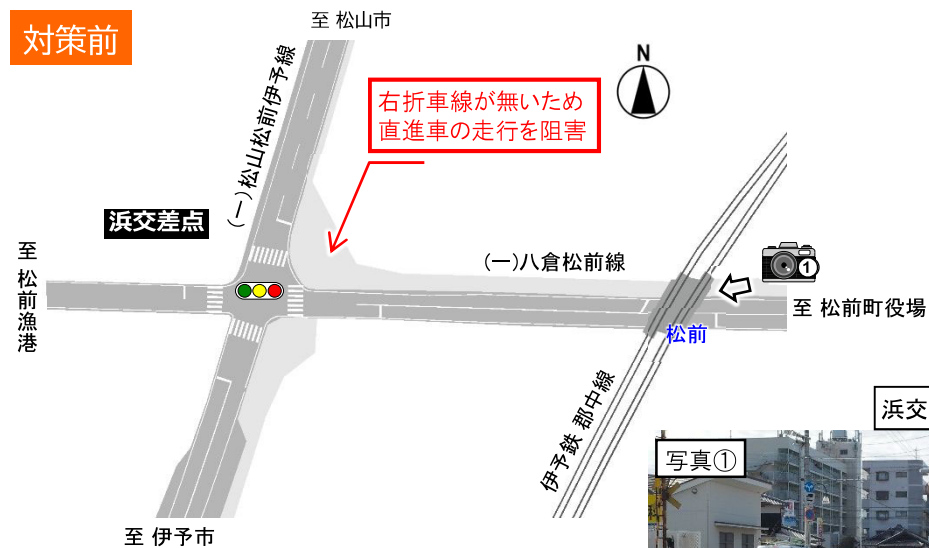 対策前
至 松山市
N
右折車線が無いため
直進車の走行を阻害
(一)松山松前伊予線
浜交差点
至 松前漁港
(一)八倉松前線
1
至 松前町役場
松前
伊予鉄 郡中線
浜交
写真①
至 伊予市